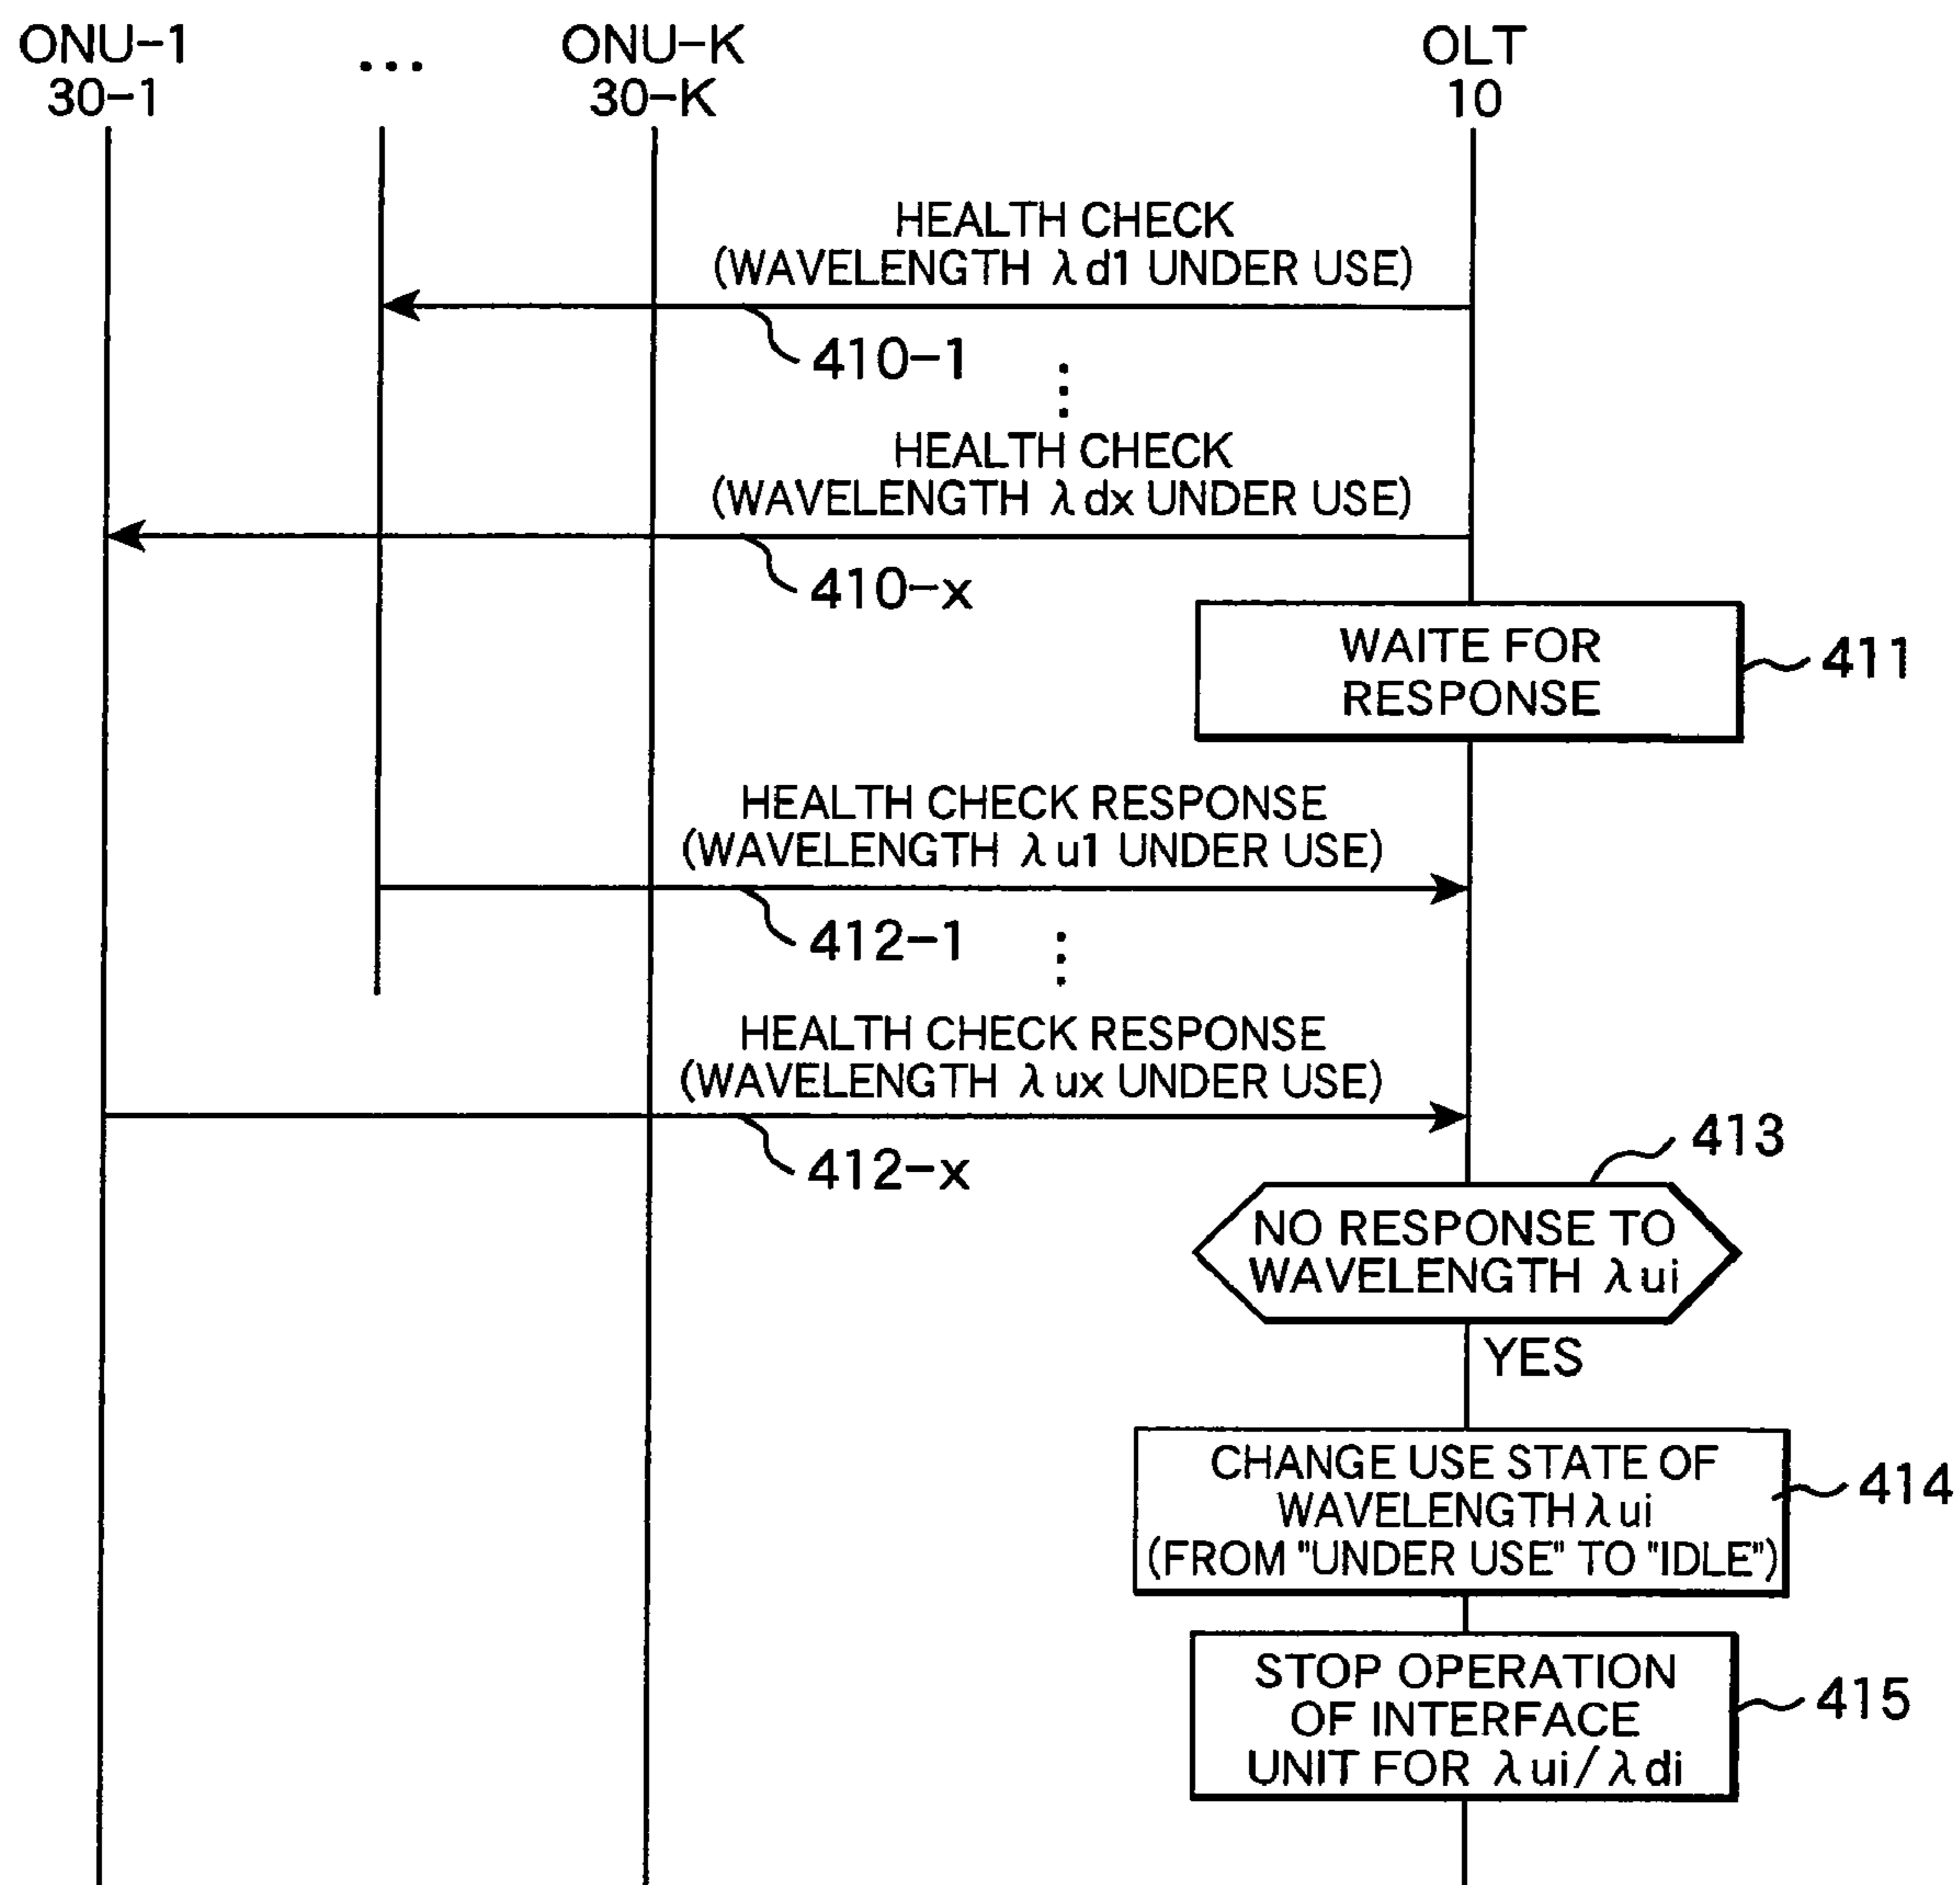 ONU-1 ... ONU-K OLT
30-1 30-K 10
HEALTH CHECK
(WAVELENGTH λd1 UNDER USE)
410-1
HEALTH CHECK
(WAVELENGTH λdx UNDER USE)
410-x
WAITE FOR
RESPONSE
411
HEALTH CHECK RESPONSE
(WAVELENGTH λu1 UNDER USE)
412-1
HEALTH CHECK RESPONSE
(WAVELENGTH λux UNDER USE)
412-x
413
NO RESPONSE TO
WAVELENGTH λui
YES
CHANGE USE STATE OF
WAVELENGTH λui
(FROM "UNDER USE" TO "IDLE")
414
STOP OPERATION
OF INTERFACE
UNIT FOR λui/λdi
415